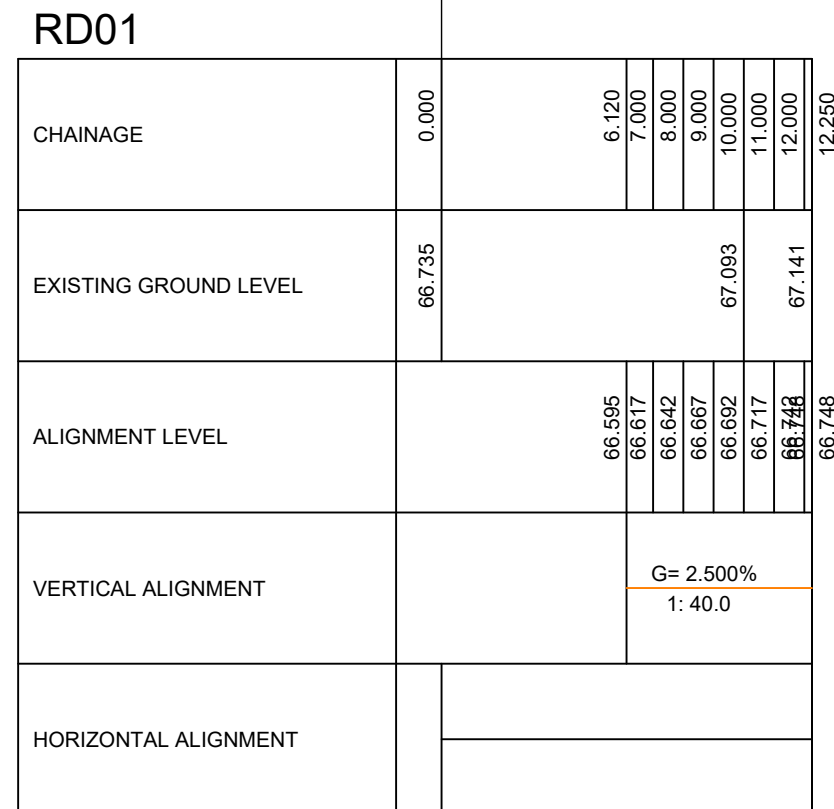 RD01
CHAINAGE
0.000
6.120
7.000
8.000
9.000
10.000
11.000
12.000
12.250
EXISTING GROUND LEVEL
66.735
67.093
67.141
ALIGNMENT LEVEL
66.595
66.617
66.642
66.667
66.692
66.717
66.748
VERTICAL ALIGNMENT
G= 2.500%
1: 40.0
HORIZONTAL ALIGNMENT